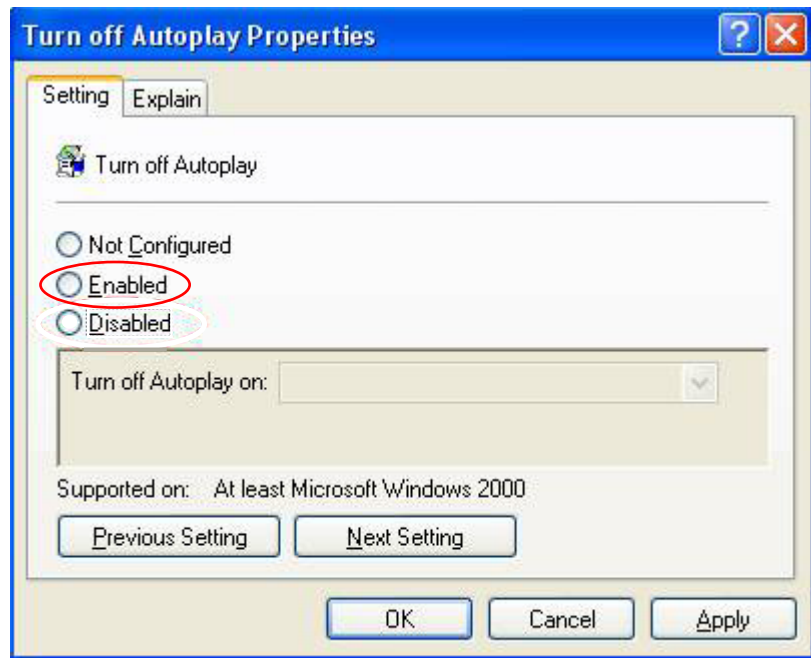 Turn off Autoplay Properties
Setting Explain
Turn off Autoplay
Not Configured
Enabled
Disabled
Turn off Autoplay on:
Supported on: At least Microsoft Windows 2000
Previous Setting Next Setting
OK Cancel Apply